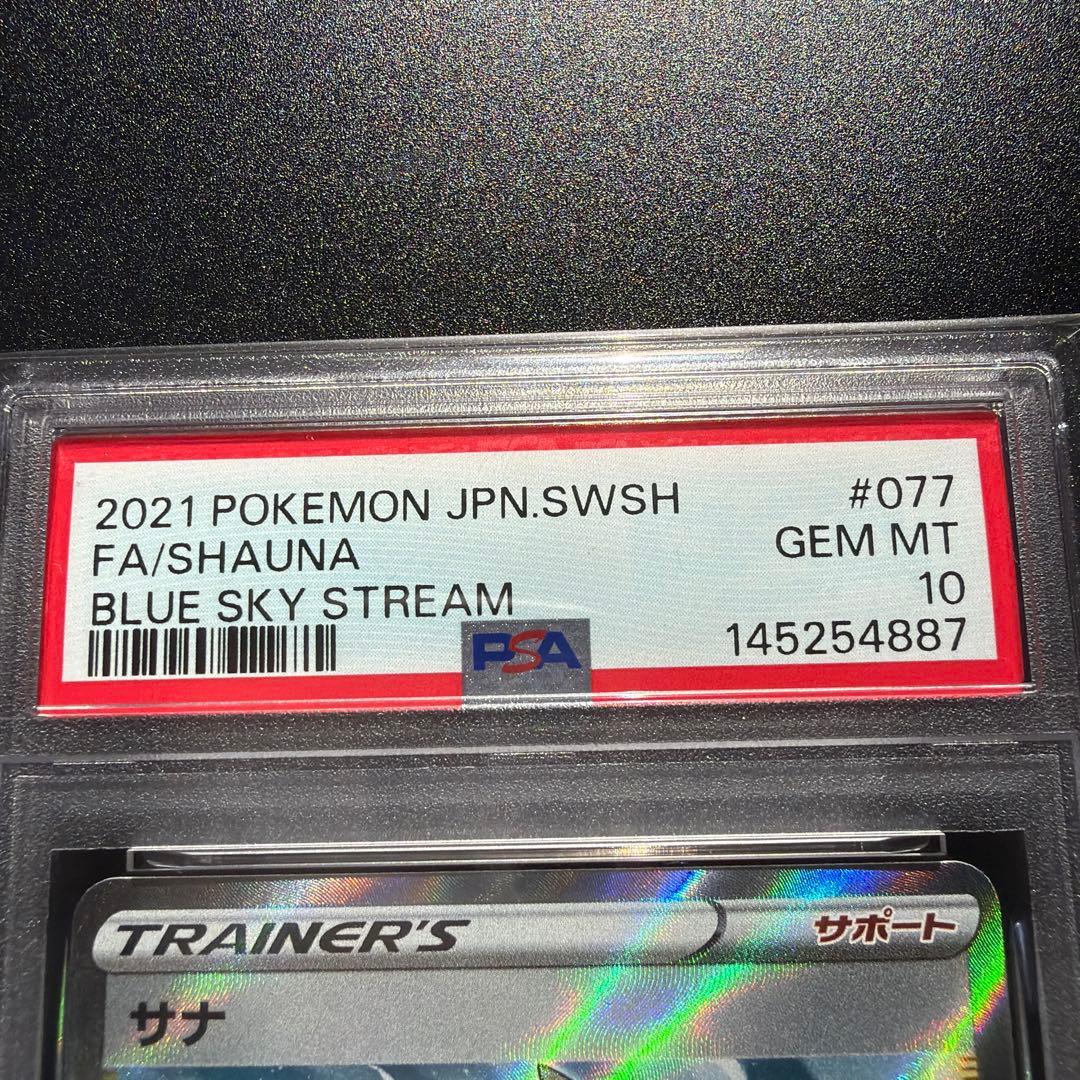 2021 POKEMON JPN.SWSH #077
FA/SHAUNA GEM MT
BLUE SKY STREAM 10
PSA 145254887
TRAINER'S サポート
サナ